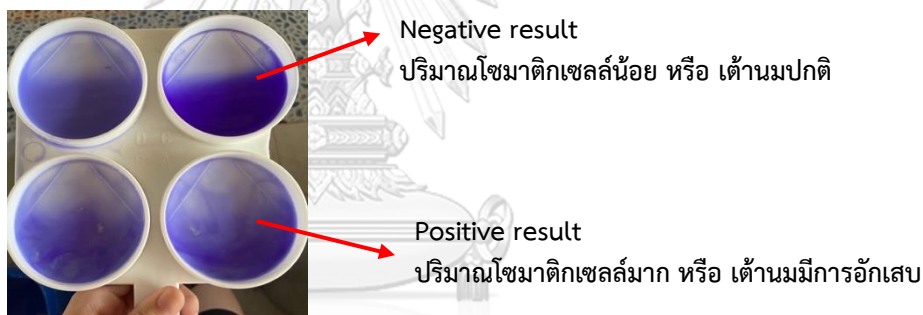 Negative result
ปริมาณโซมาติกเซลล์น้อย หรือ เต้านมปกติ
Positive result
ปริมาณโซมาติกเซลล์มาก หรือ เต้านมมีการอักเสบ